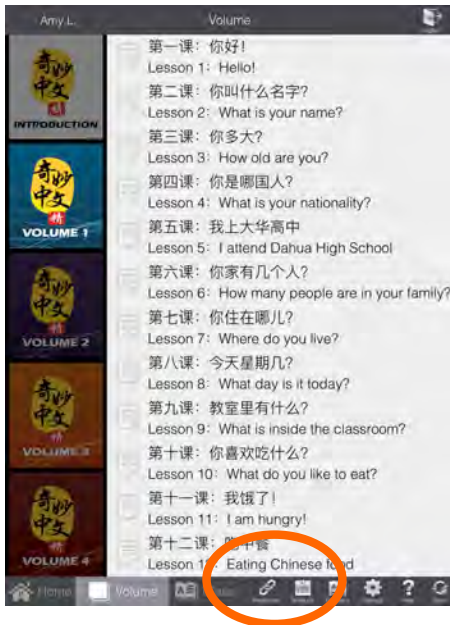 Amy L.
Volume
奇妙
中文
INTRODUCTION
奇妙
中文
精
VOLUME 1
奇妙
中文
精
VOLUME 2
奇妙
中文
精
VOLUME 3
奇妙
中文
精
VOLUME 4
第一课：你好!
Lesson 1：Hello!
第二课：你叫什么名字?
Lesson 2：What is your name?
第三课：你多大?
Lesson 3：How old are you?
第四课：你是哪国人?
Lesson 4：What is your nationality?
第五课：我上大华高中
Lesson 5：I attend Dahua High School
第六课：你家有几个人?
Lesson 6：How many people are in your family?
第七课：你住在哪儿?
Lesson 7：Where do you live?
第八课：今天星期几?
Lesson 8：What day is it today?
第九课：教室里有什么?
Lesson 9：What is inside the classroom?
第十课：你喜欢吃什么?
Lesson 10：What do you like to eat?
第十一课：我饿了!
Lesson 11：I am hungry!
第十二课：吃中餐
Lesson 12：Eating Chinese food
Home
Volume
?